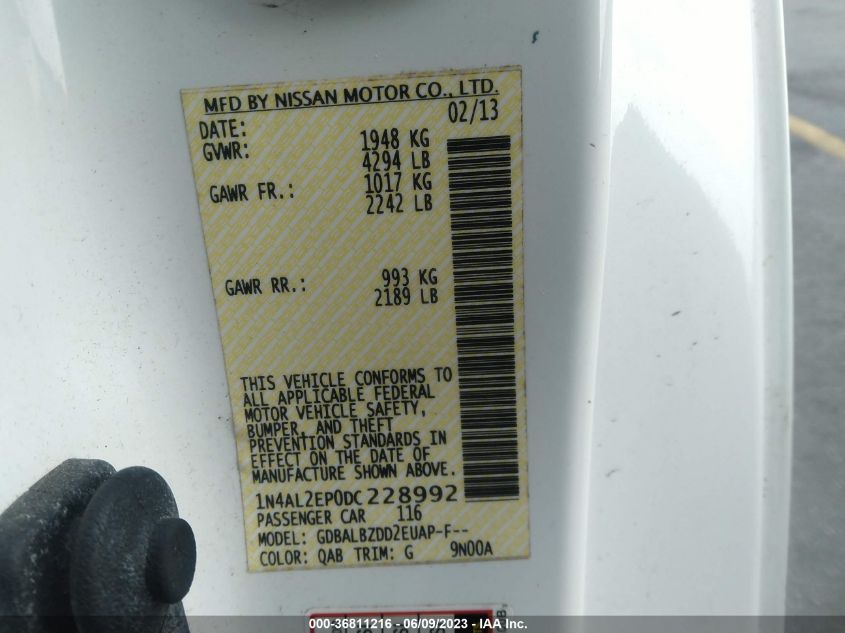 MFD BY NISSAN MOTOR CO., LTD.
DATE: 02/13
GVWR: 1948 KG
4294 LB
GAWR FR.: 1017 KG
2242 LB
GAWR RR.: 993 KG
2189 LB
THIS VEHICLE CONFORMS TO
ALL APPLICABLE FEDERAL
MOTOR VEHICLE SAFETY,
BUMPER, AND THEFT
PREVENTION STANDARDS IN
EFFECT ON THE DATE OF
MANUFACTURE SHOWN ABOVE.
1N4AL2EP0DC228992
PASSENGER CAR 116
MODEL: GDBALBZDD2EUAP-F--
COLOR: QAB TRIM: G 9N00A
000-36811216 - 06/09/2023 - IAA Inc.